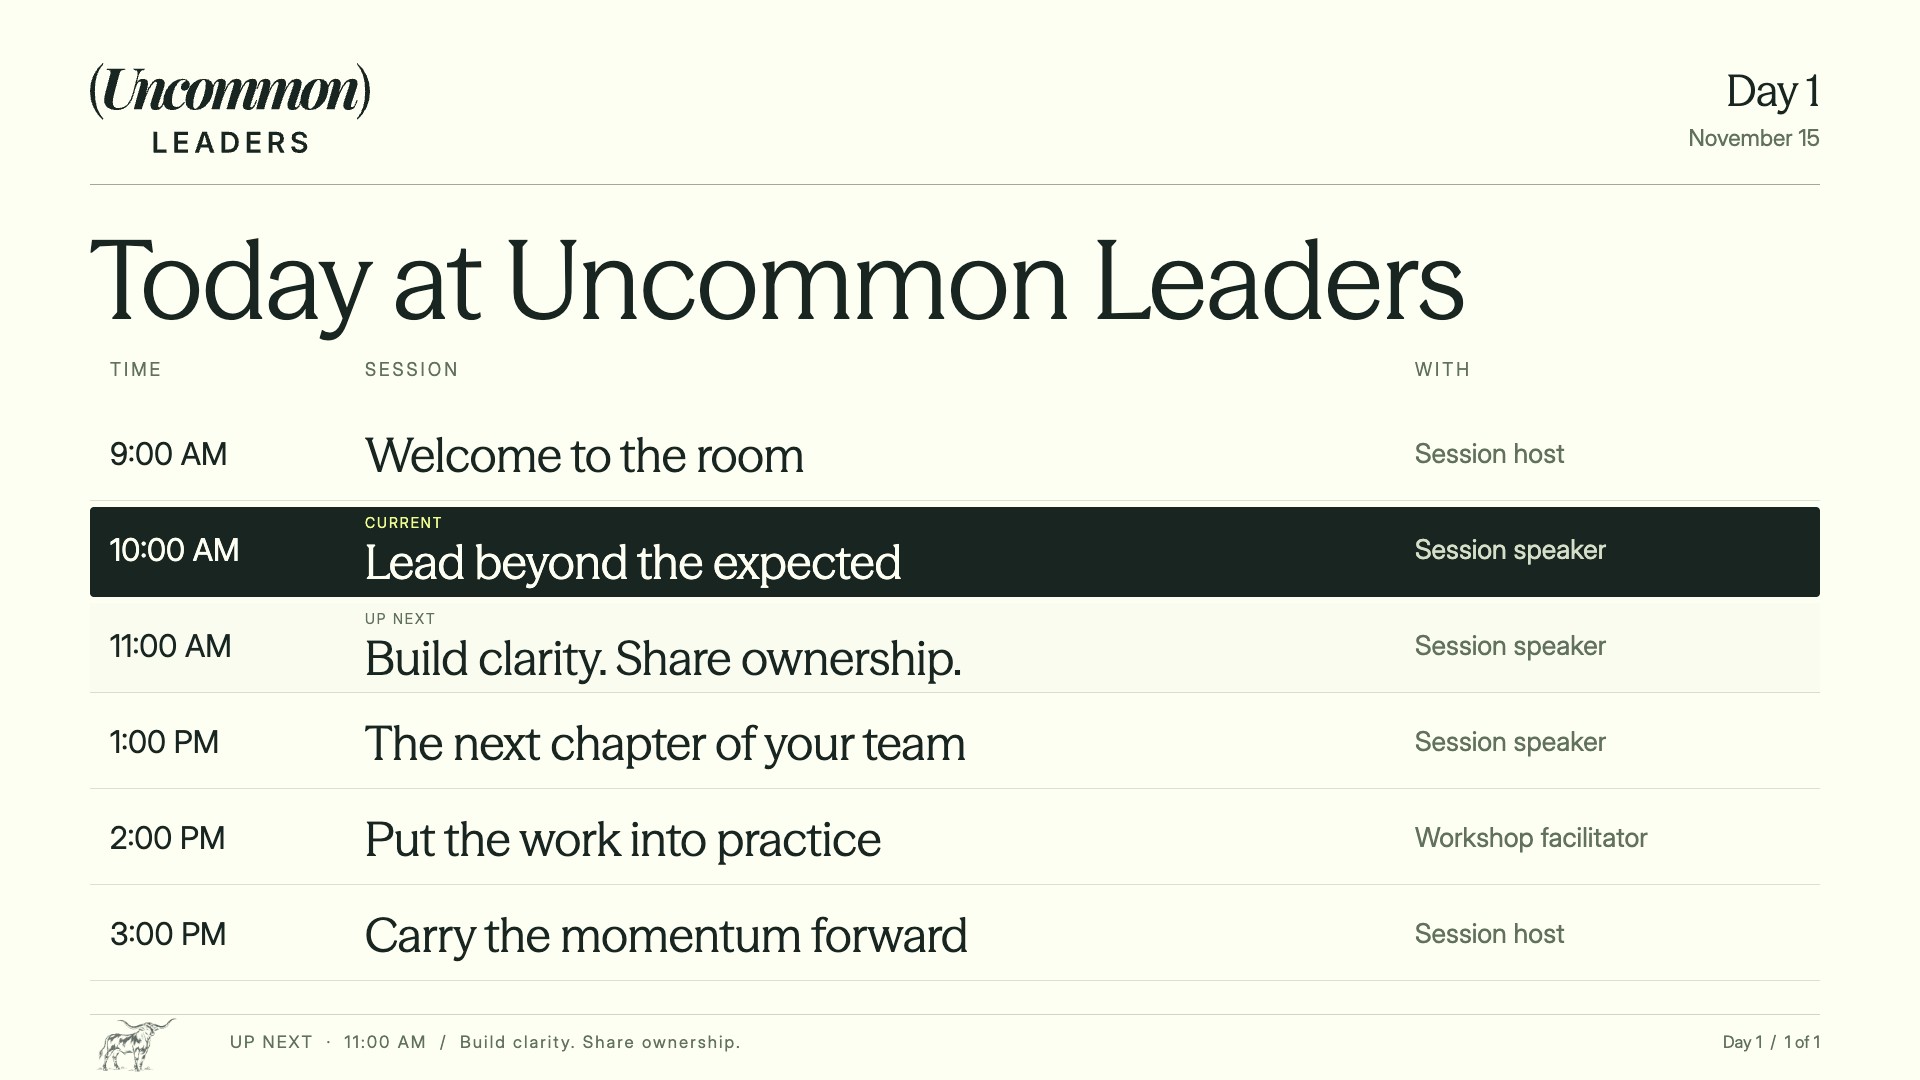 (Uncommon)
LEADERS
Day 1
November 15
Today at Uncommon Leaders
TIME SESSION WITH
9:00 AM Welcome to the room Session host
CURRENT
10:00 AM Lead beyond the expected Session speaker
UP NEXT
11:00 AM Build clarity. Share ownership. Session speaker
1:00 PM The next chapter of your team Session speaker
2:00 PM Put the work into practice Workshop facilitator
3:00 PM Carry the momentum forward Session host
UP NEXT · 11:00 AM / Build clarity. Share ownership. Day 1 / 1 of 1